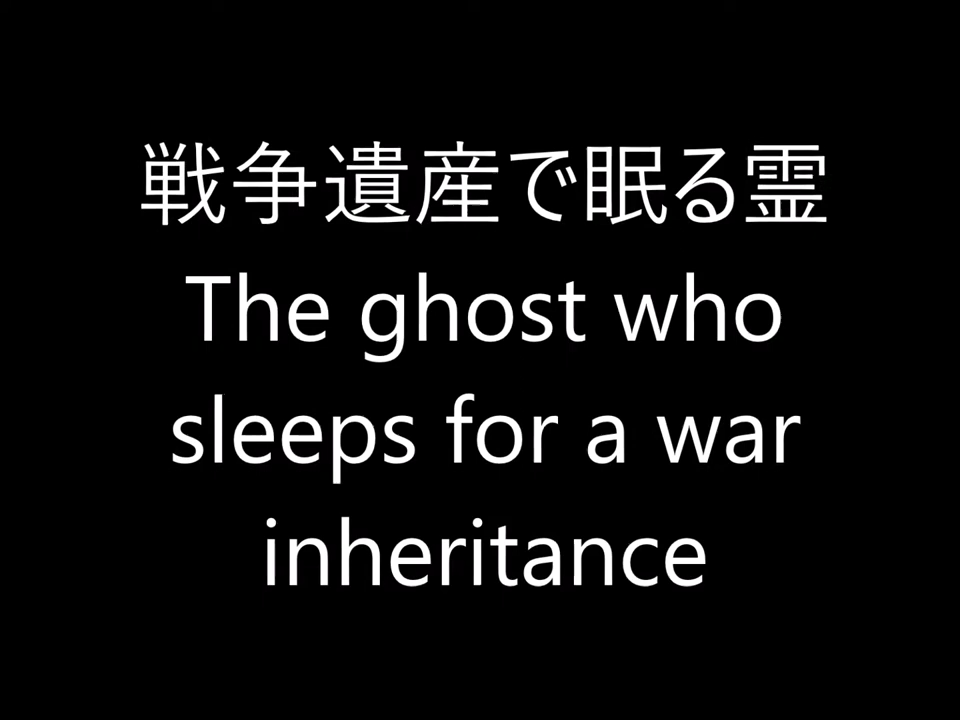 戦争遺産で眠る霊
The ghost who
sleeps for a war
inheritance